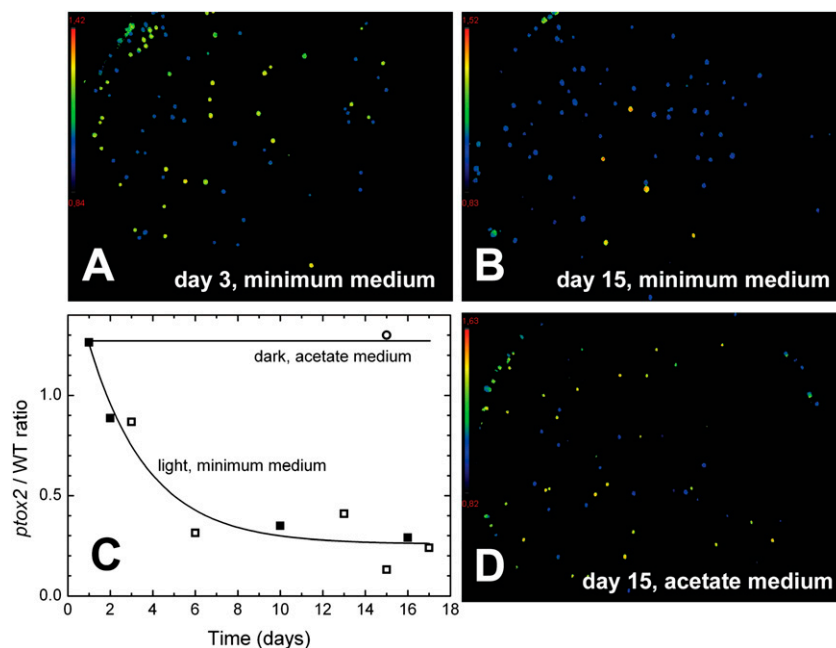 1,42
0,84
A
day 3, minimum medium
1,52
0,83
B
day 15, minimum medium
ptox2 / WT ratio
1.0
0.5
0.0
dark, acetate medium
light, minimum medium
C
0 2 4 6 8 10 12 14 16 18
Time (days)
1,63
0,82
D
day 15, acetate medium